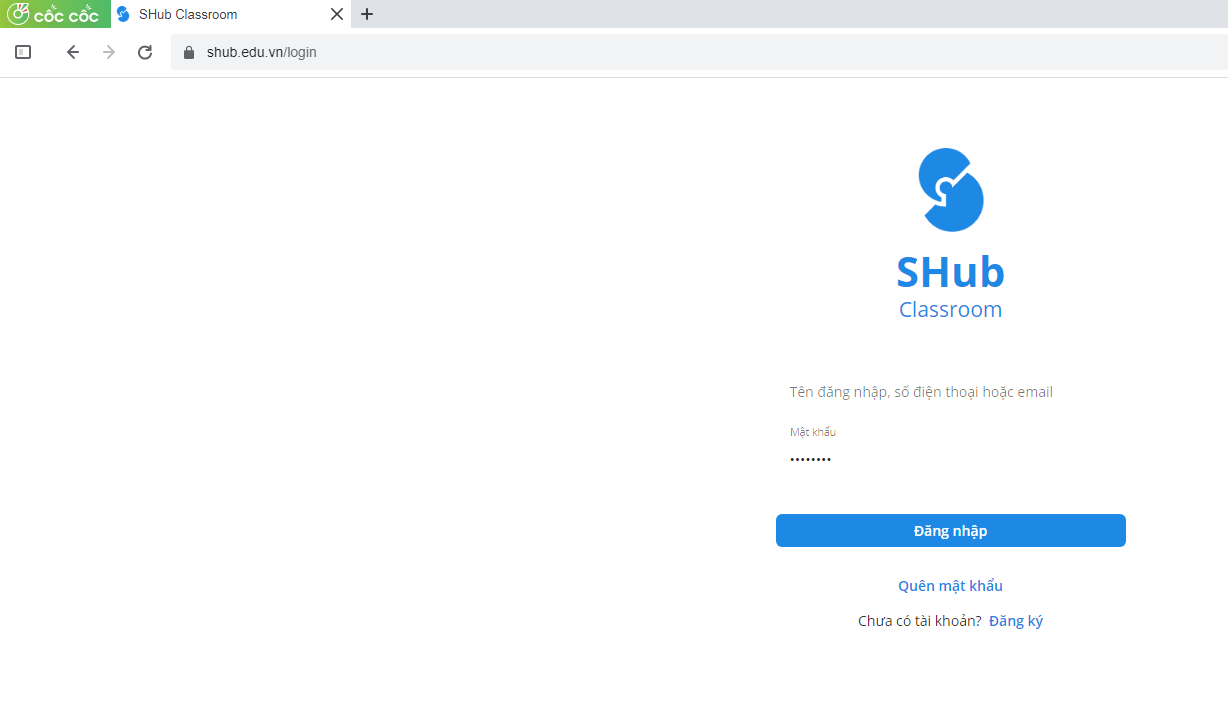 cốc cốc SHub Classroom
shub.edu.vn/login
SHub
Classroom
Tên đăng nhập, số điện thoại hoặc email
Mật khẩu
••••••••
Đăng nhập
Quên mật khẩu
Chưa có tài khoản? Đăng ký